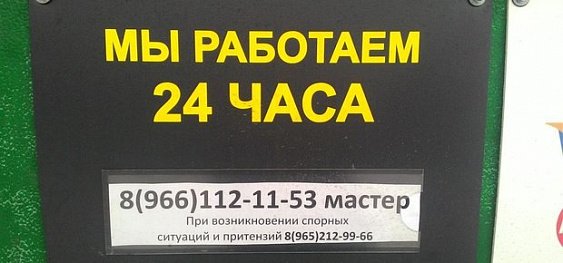 МЫ РАБОТАЕМ
24 ЧАСА
8(966)112-11-53 мастер
При возникновении спорных
ситуаций и притензий 8(965)212-99-66